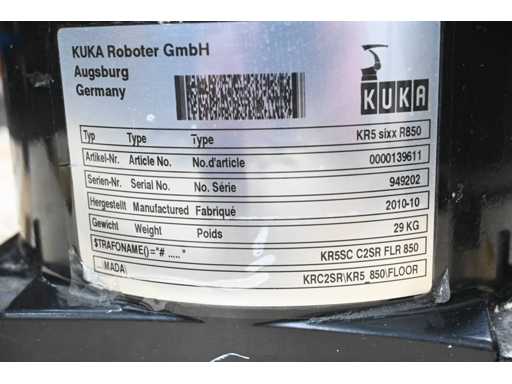 KUKA Roboter GmbH
Augsburg
Germany
KUKA
Typ Type Type KR5 sixx R850
Artikel-Nr. Article No. No.d'article 0000139611
Serien-Nr. Serial No. No. Série 949202
Hergestellt Manufactured Fabriqué 2010-10
Gewicht Weight Poids 29 KG
$TRAFONAME()="# ....." KR5SC C2SR FLR 850
...MADA\ KRC2SR\KR5_850\FLOOR